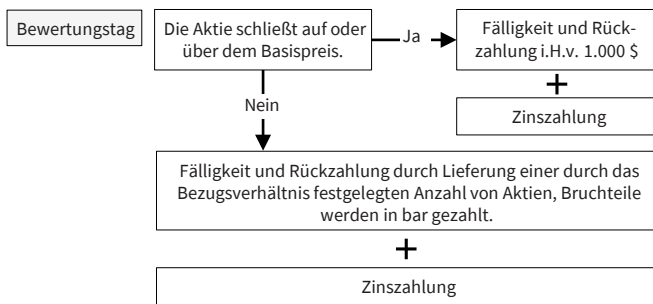 Bewertungstag
Die Aktie schließt auf oder
über dem Basispreis.
Ja
Fälligkeit und Rück-
zahlung i.H.v. 1.000 $
+
Zinszahlung
Nein
Fälligkeit und Rückzahlung durch Lieferung einer durch das
Bezugsverhältnis festgelegten Anzahl von Aktien, Bruchteile
werden in bar gezahlt.
+
Zinszahlung